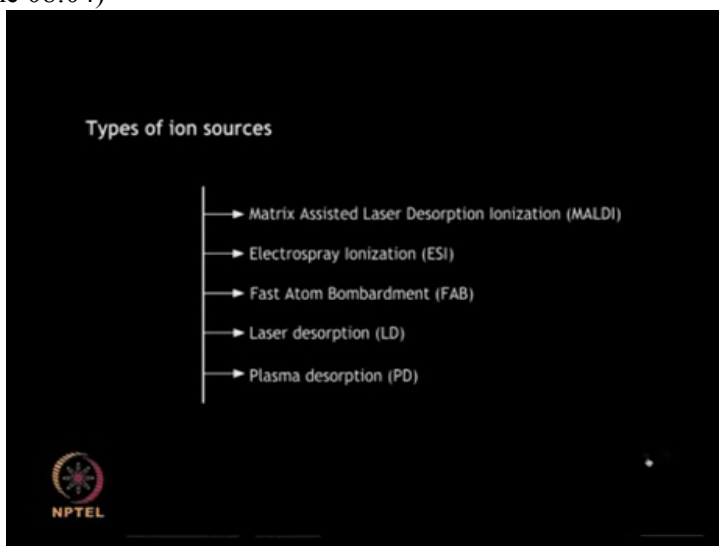 Types of ion sources
Matrix Assisted Laser Desorption Ionization (MALDI)
Electrospray Ionization (ESI)
Fast Atom Bombardment (FAB)
Laser desorption (LD)
Plasma desorption (PD)
NPTEL